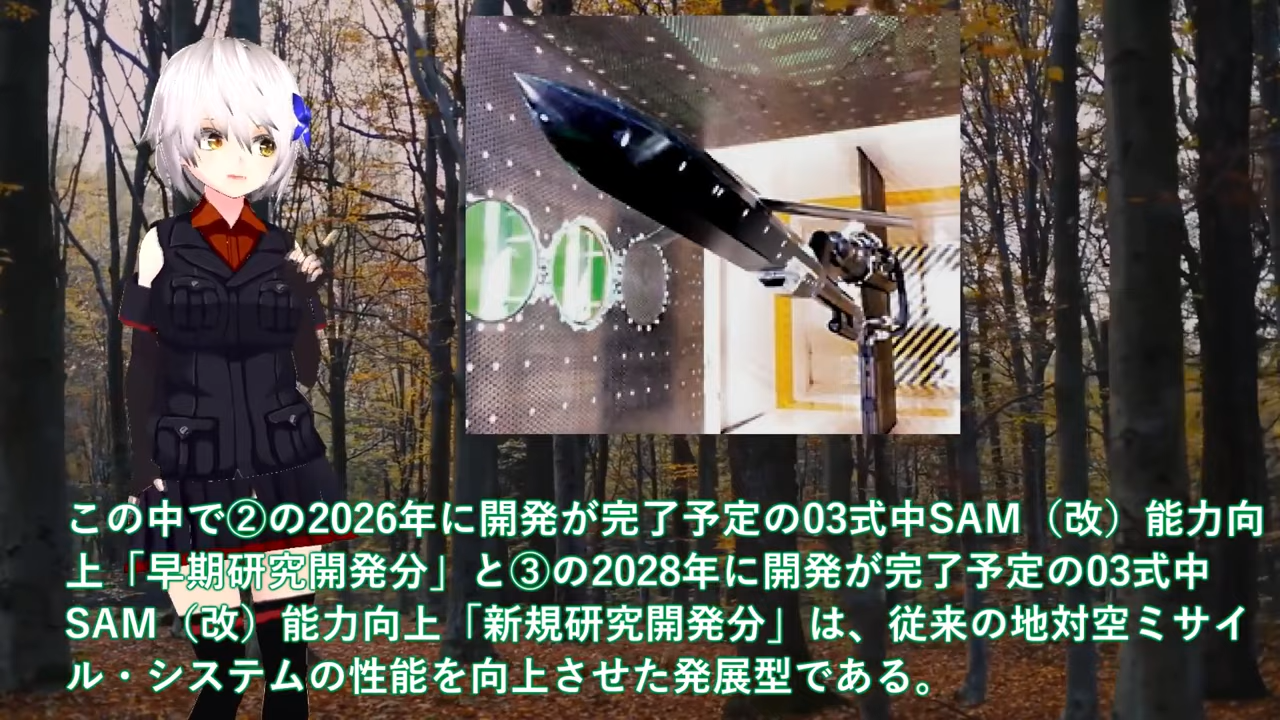 この中で②の2026年に開発が完了予定の03式中SAM（改）能力向
上「早期研究開発分」と③の2028年に開発が完了予定の03式中
SAM（改）能力向上「新規研究開発分」は、従来の地対空ミサイ
ル・システムの性能を向上させた発展型である。